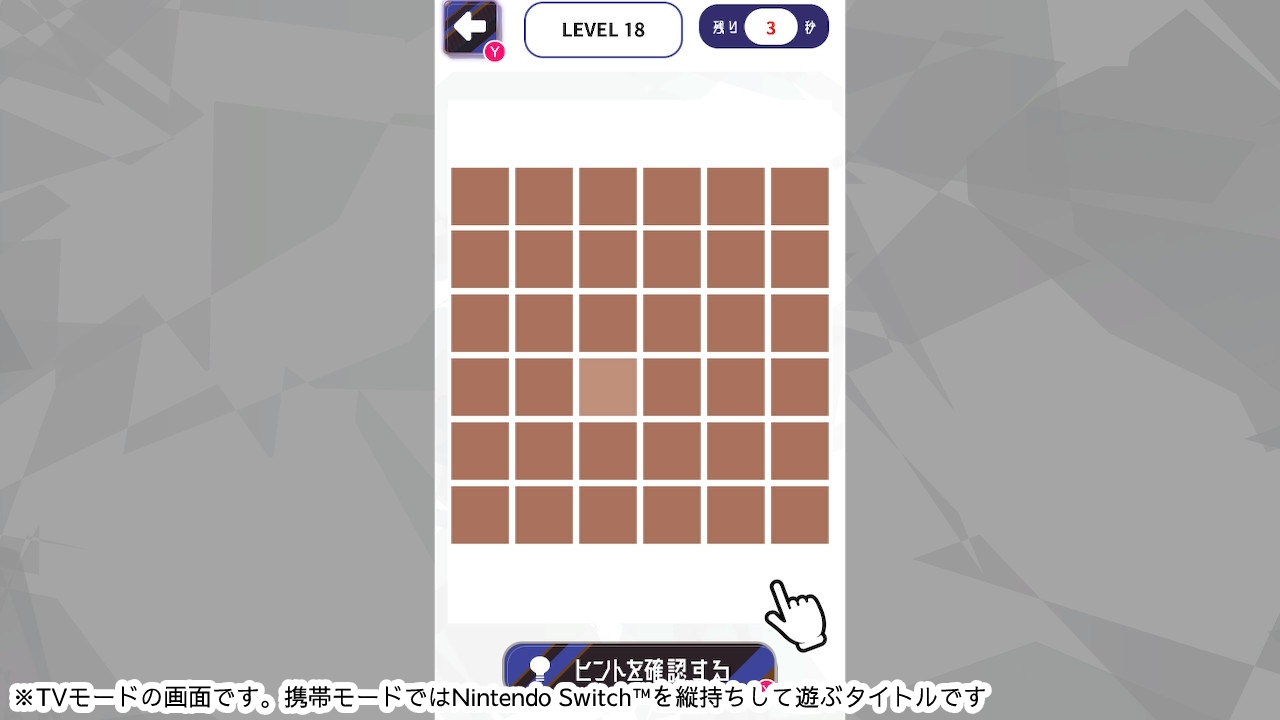 Y
LEVEL 18
残り 3 秒
ヒントを確認する
※TVモードの画面です。携帯モードではNintendo Switch™を縦持ちして遊ぶタイトルです